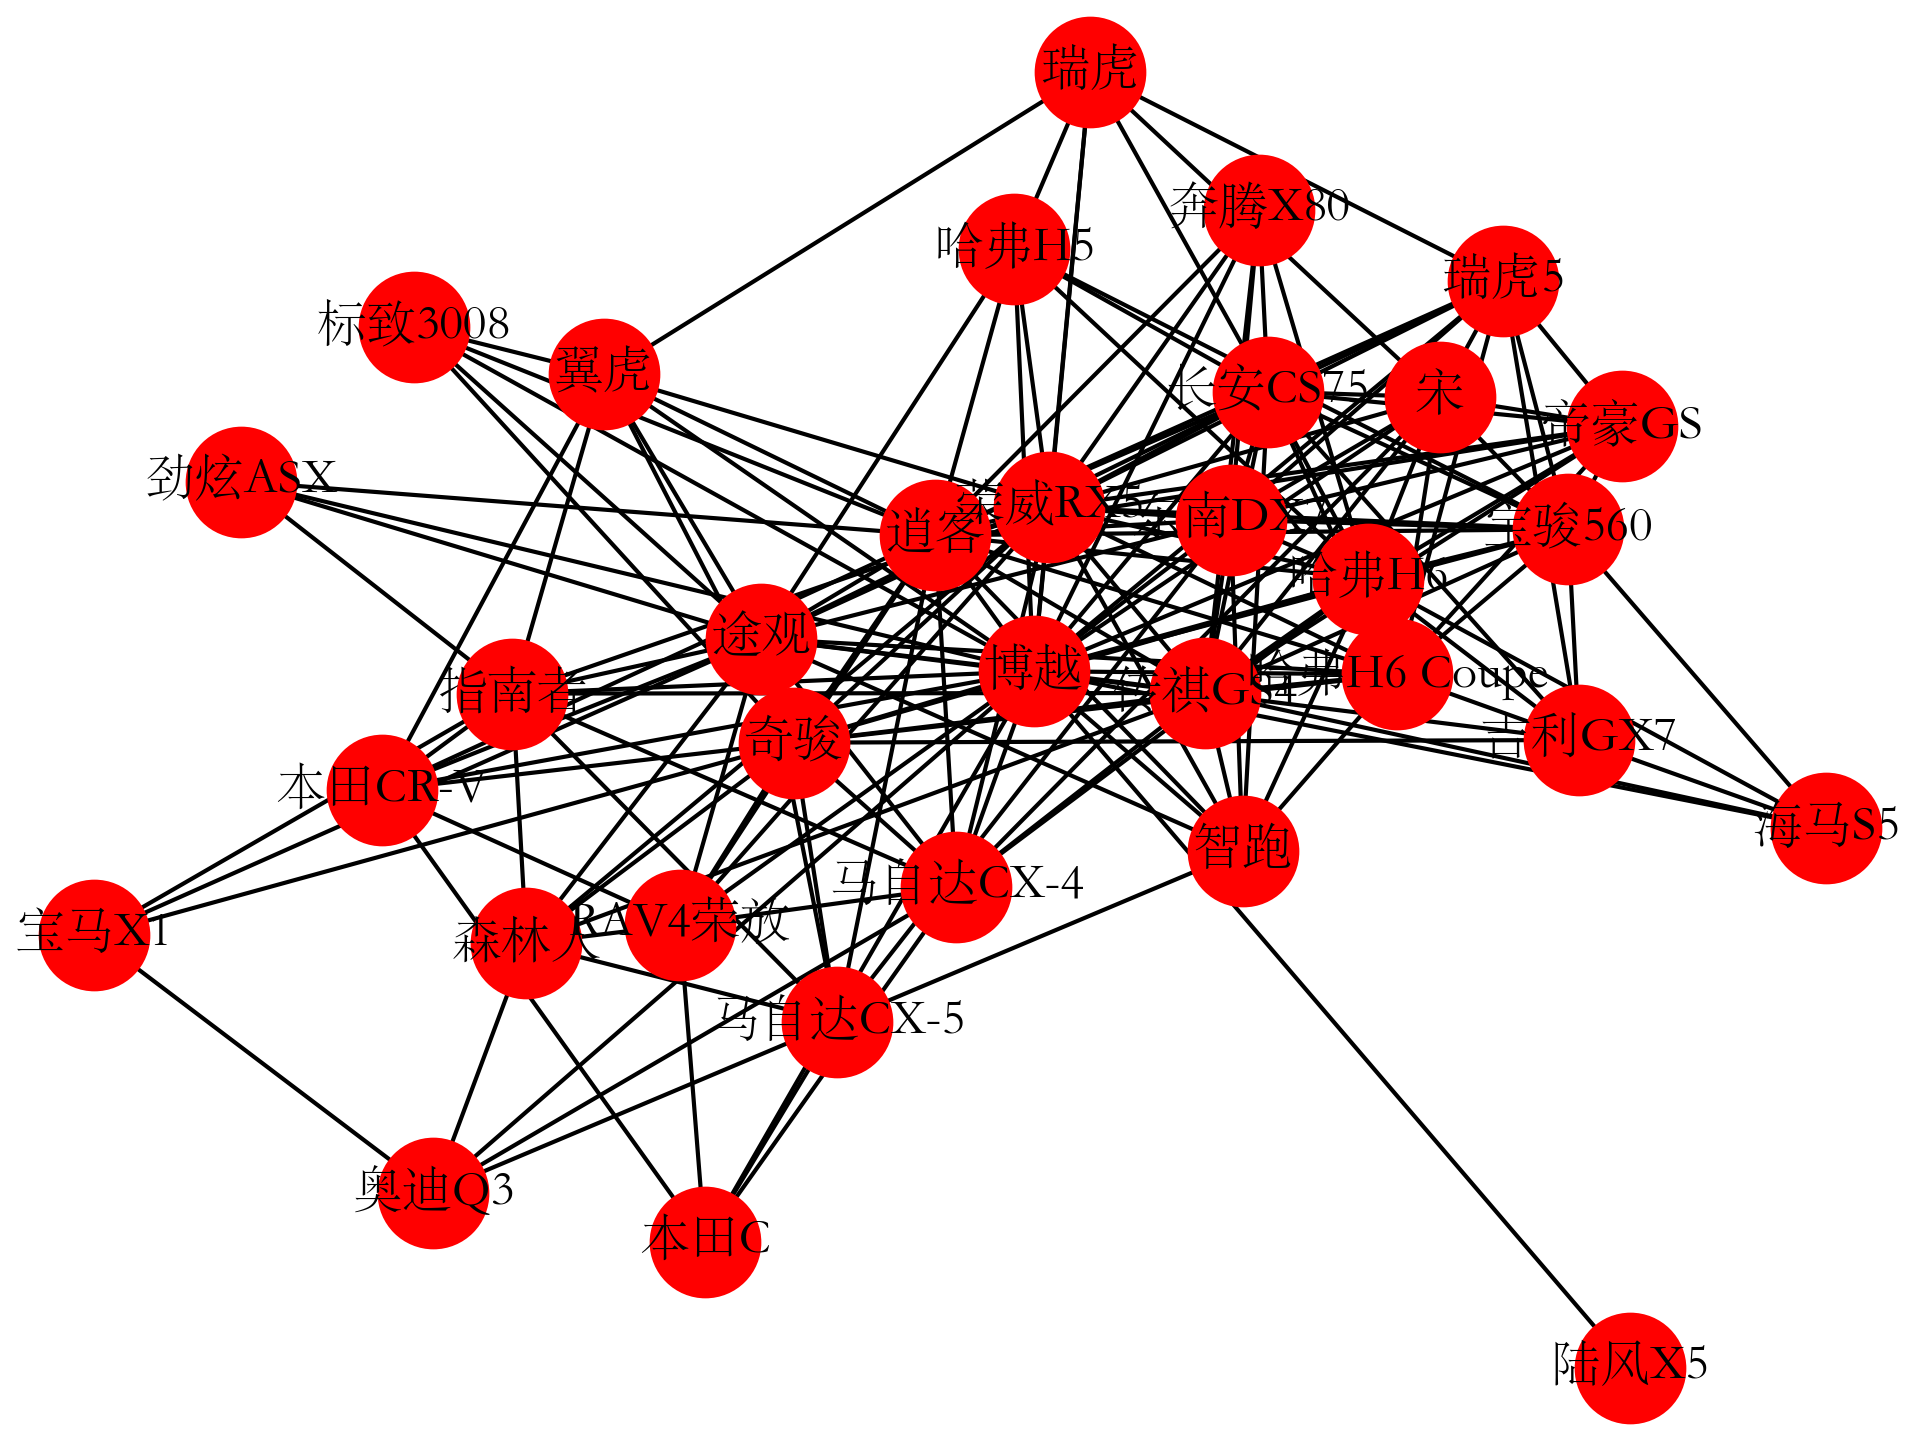 瑞虎
奔腾X80
哈弗H5
瑞虎5
标致3008
翼虎
长安CS75
宋
帝豪GS
劲炫ASX
荣威RX5
逍客
东南DX7
宝骏560
哈弗H6
途观
博越
指南者
传祺GS4
哈弗H6 Coupe
奇骏
吉利GX7
本田CR-V
海马S5
智跑
马自达CX-4
宝马X1
森林人
RAV4荣放
马自达CX-5
奥迪Q3
本田C
陆风X5